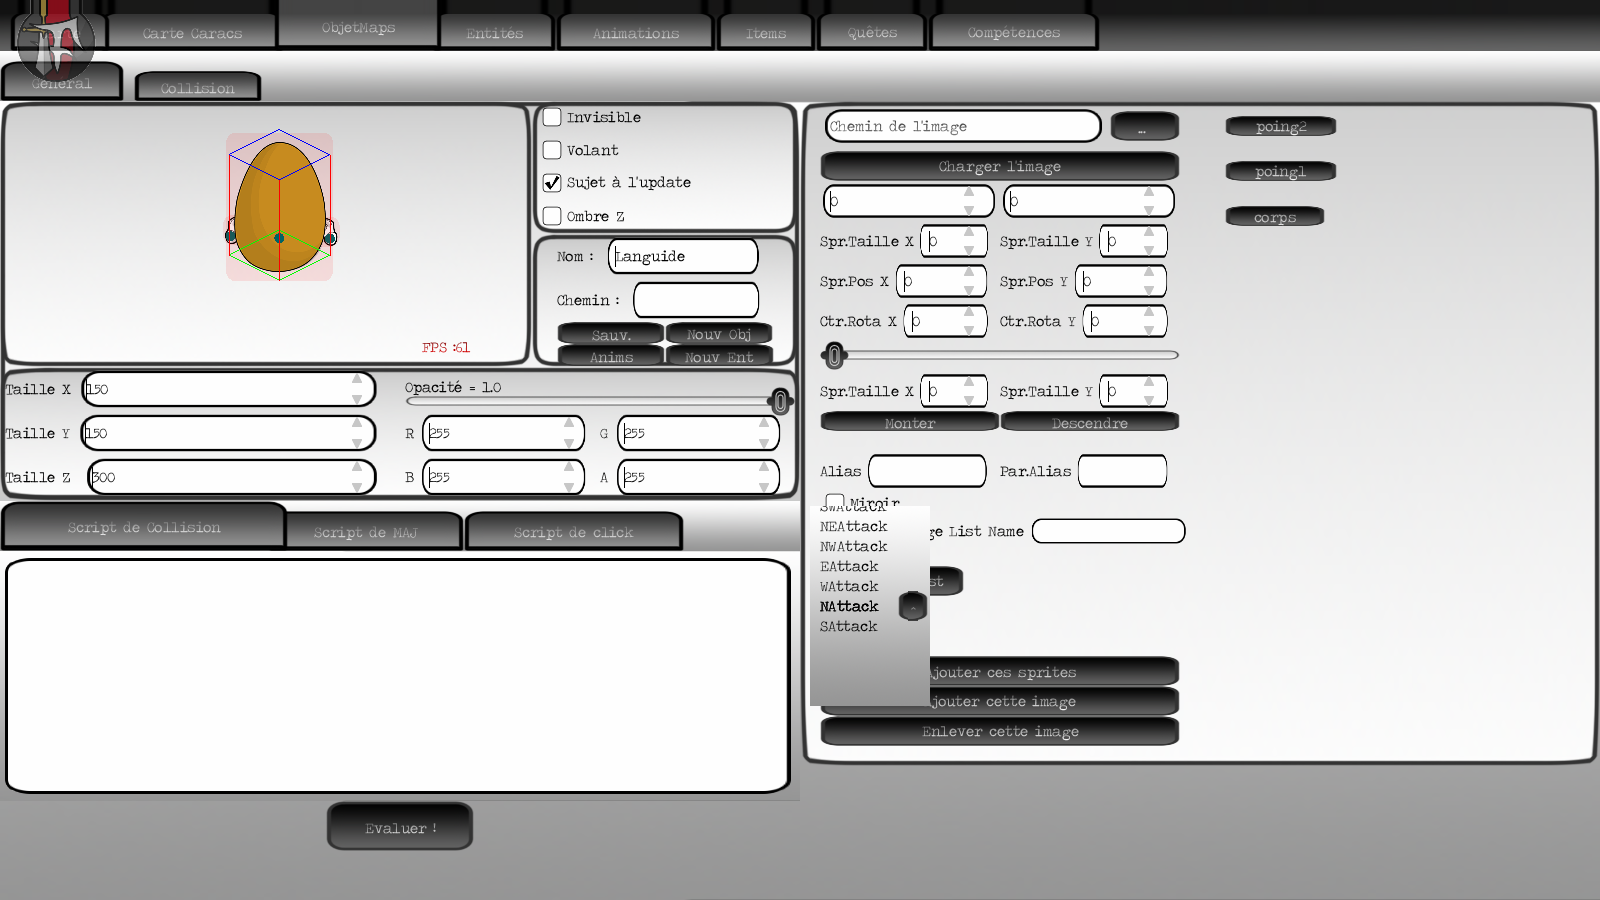 Carte Caracs
ObjetMaps
Entités
Animations
Items
Quêtes
Compétences
Général
Collision
FPS :61
Invisible
Volant
Sujet à l'update
Ombre Z
Nom : Languide
Chemin :
Sauv.
Nouv Obj
Anims
Nouv Ent
Taille X 150
Taille Y 150
Taille Z 300
Opacité = 1.0
R 255
G 255
B 255
A 255
Script de Collision
Script de MAJ
Script de click
Evaluer !
Chemin de l'image
...
Charger l'image
0
0
Spr.Taille X 0
Spr.Taille Y 0
Spr.Pos X 0
Spr.Pos Y 0
Ctr.Rota X 0
Ctr.Rota Y 0
Spr.Taille X 0
Spr.Taille Y 0
Monter
Descendre
Alias
Par.Alias
Miroir
SWAttack
NEAttack
NWAttack
EAttack
WAttack
NAttack
SAttack
ge List Name
st
jouter ces sprites
jouter cette image
Enlever cette image
poing2
poing1
corps